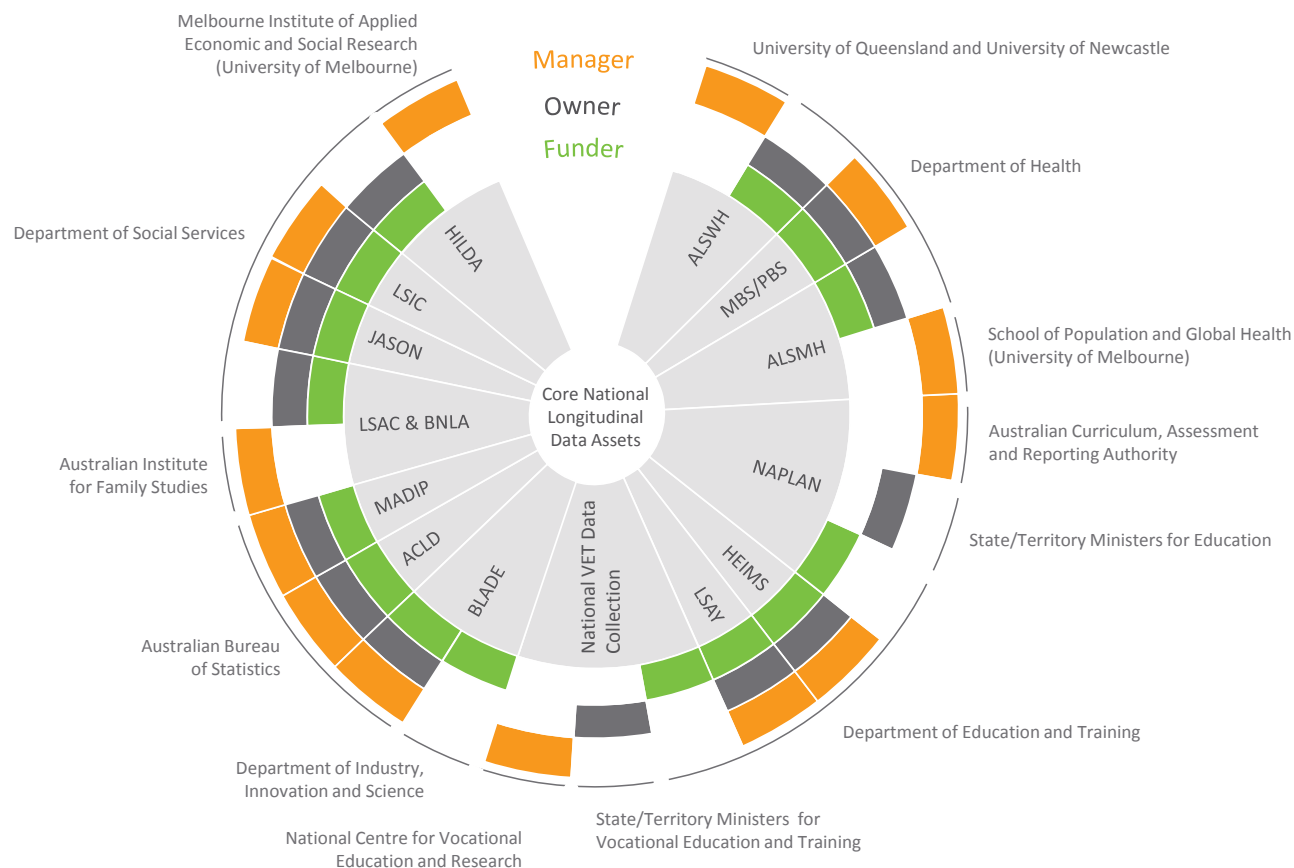 Melbourne Institute of Applied
Economic and Social Research
(University of Melbourne)
Manager
Owner
Funder
University of Queensland and University of Newcastle
Department of Health
School of Population and Global Health
(University of Melbourne)
Australian Curriculum, Assessment
and Reporting Authority
State/Territory Ministers for Education
Department of Education and Training
State/Territory Ministers for
Vocational Education and Training
National Centre for Vocational
Education and Research
Department of Industry,
Innovation and Science
Australian Bureau
of Statistics
Australian Institute
for Family Studies
Department of Social Services
HILDA
LSIC
JASON
LSAC & BNLA
MADIP
ACLD
BLADE
National VET Data
Collection
LSAY
HEIMS
NAPLAN
ALSMH
MBS/PBS
ALSWH
Core National
Longitudinal
Data Assets